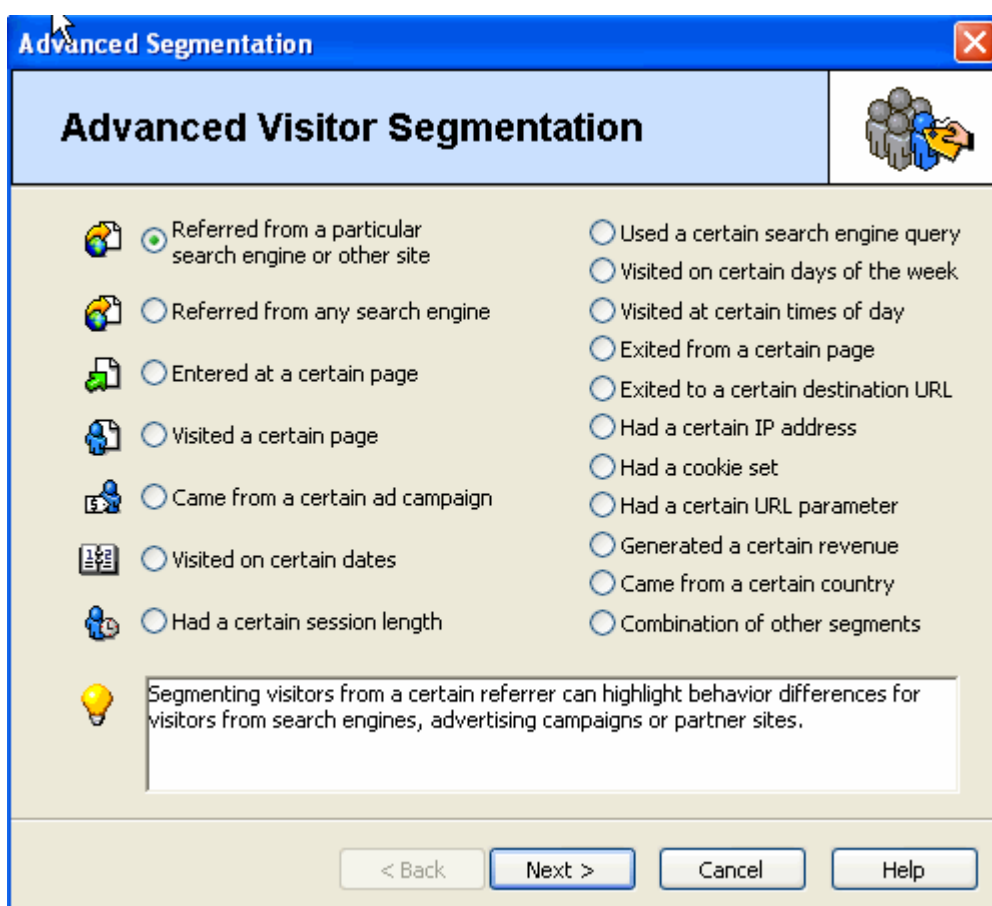 Advanced Segmentation
Advanced Visitor Segmentation
Referred from a particular
search engine or other site
Referred from any search engine
Entered at a certain page
Visited a certain page
Came from a certain ad campaign
Visited on certain dates
Had a certain session length
Used a certain search engine query
Visited on certain days of the week
Visited at certain times of day
Exited from a certain page
Exited to a certain destination URL
Had a certain IP address
Had a cookie set
Had a certain URL parameter
Generated a certain revenue
Came from a certain country
Combination of other segments
Segmenting visitors from a certain referrer can highlight behavior differences for
visitors from search engines, advertising campaigns or partner sites.
< Back
Next >
Cancel
Help